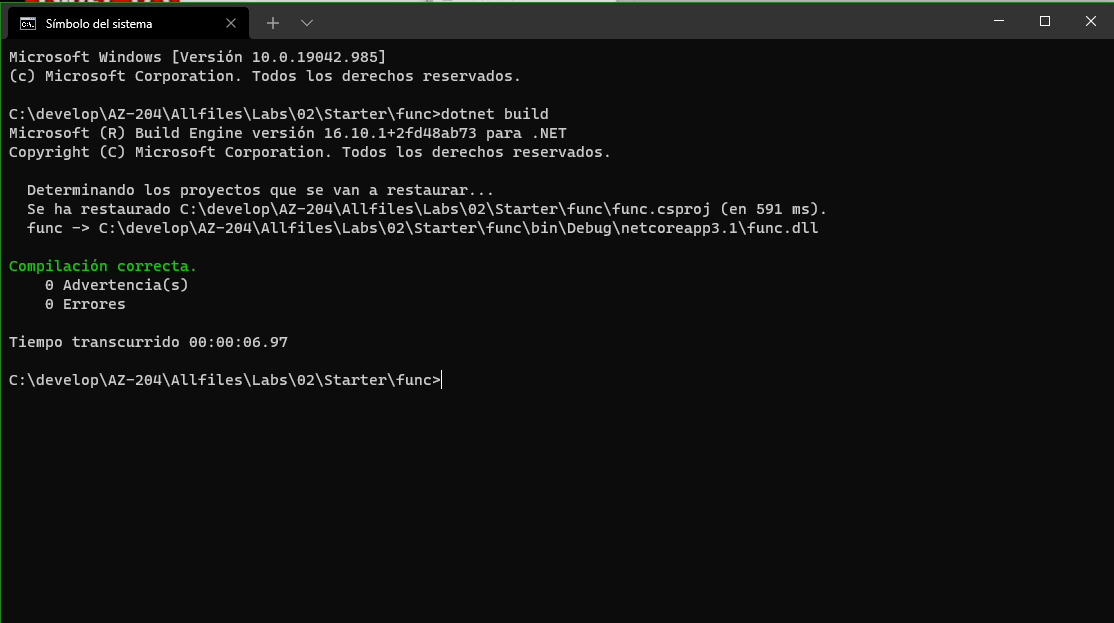 Símbolo del sistema
Microsoft Windows [Versión 10.0.19042.985]
(c) Microsoft Corporation. Todos los derechos reservados.
C:\develop\AZ-204\Allfiles\Labs\02\Starter\func>dotnet build
Microsoft (R) Build Engine versión 16.10.1+2fd48ab73 para .NET
Copyright (C) Microsoft Corporation. Todos los derechos reservados.
Determinando los proyectos que se van a restaurar...
Se ha restaurado C:\develop\AZ-204\Allfiles\Labs\02\Starter\func\func.csproj (en 591 ms).
func -> C:\develop\AZ-204\Allfiles\Labs\02\Starter\func\bin\Debug\netcoreapp3.1\func.dll
Compilación correcta.
0 Advertencia(s)
0 Errores
Tiempo transcurrido 00:00:06.97
C:\develop\AZ-204\Allfiles\Labs\02\Starter\func>